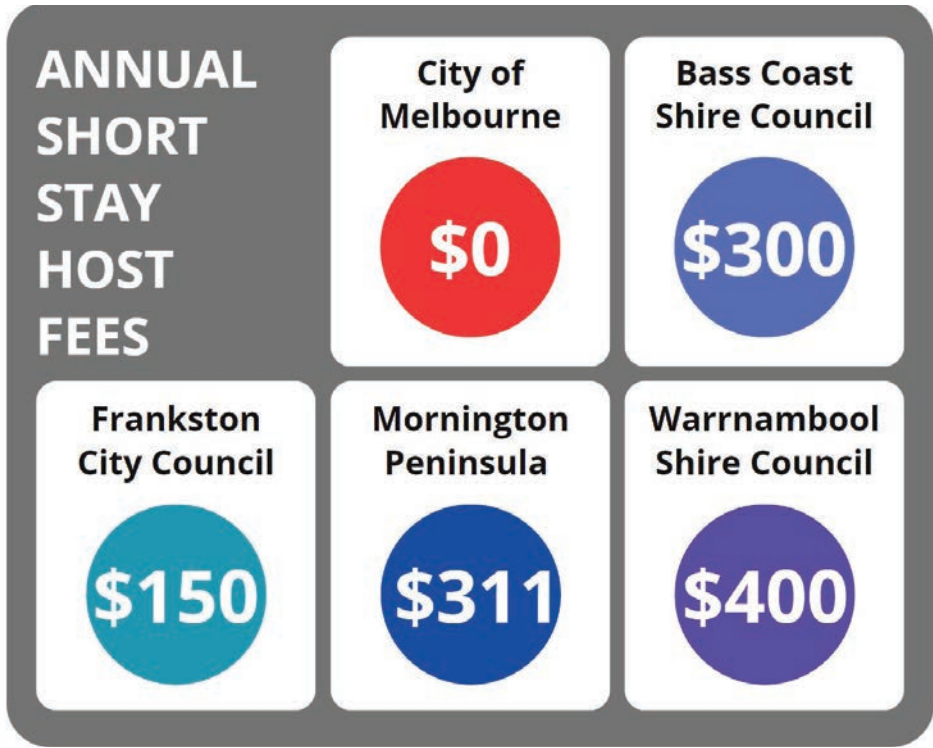 ANNUAL
SHORT
STAY
HOST
FEES
City of
Melbourne
$0
Bass Coast
Shire Council
$300
Frankston
City Council
$150
Mornington
Peninsula
$311
Warrnambool
Shire Council
$400